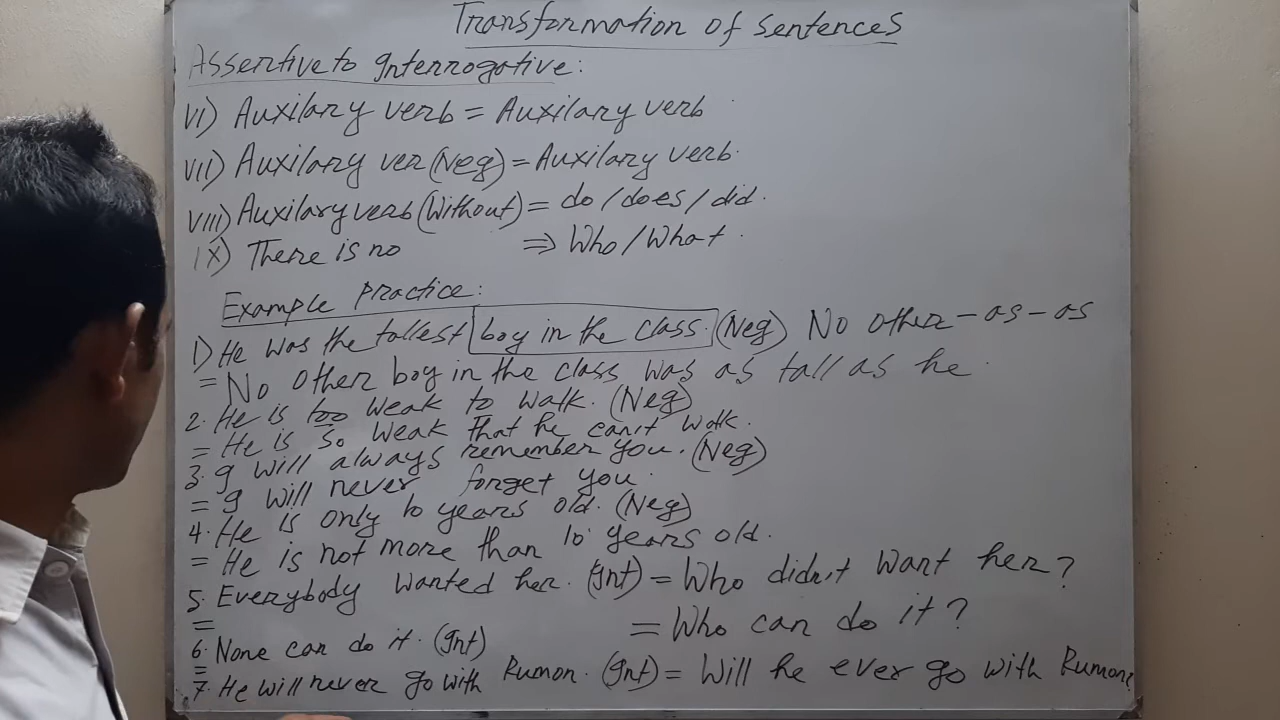 Transformation of Sentences
Assertive to Interrogative:
VI) Auxilary verb = Auxilary verb
VII) Auxilary ver (Neg) = Auxilary verb.
VIII) Auxilary verb (Without) = do/does/did.
IX) There is no ⇒ Who/What.
Example practice:
1) He was the tallest boy in the class. (Neg) No other - as - as
= No other boy in the class was as tall as he.
2. He is too weak to walk. (Neg)
= He is so weak that he can't walk.
3. I will always remember you. (Neg)
= I will never forget you.
4. He is only 10 years old. (Neg)
= He is not more than 10 years old.
5. Everybody wanted her. (Int) = Who didn't want her?
=
6. None can do it. (Int) = Who can do it?
=
7. He will never go with Rumon. (Int) = Will he ever go with Rumon